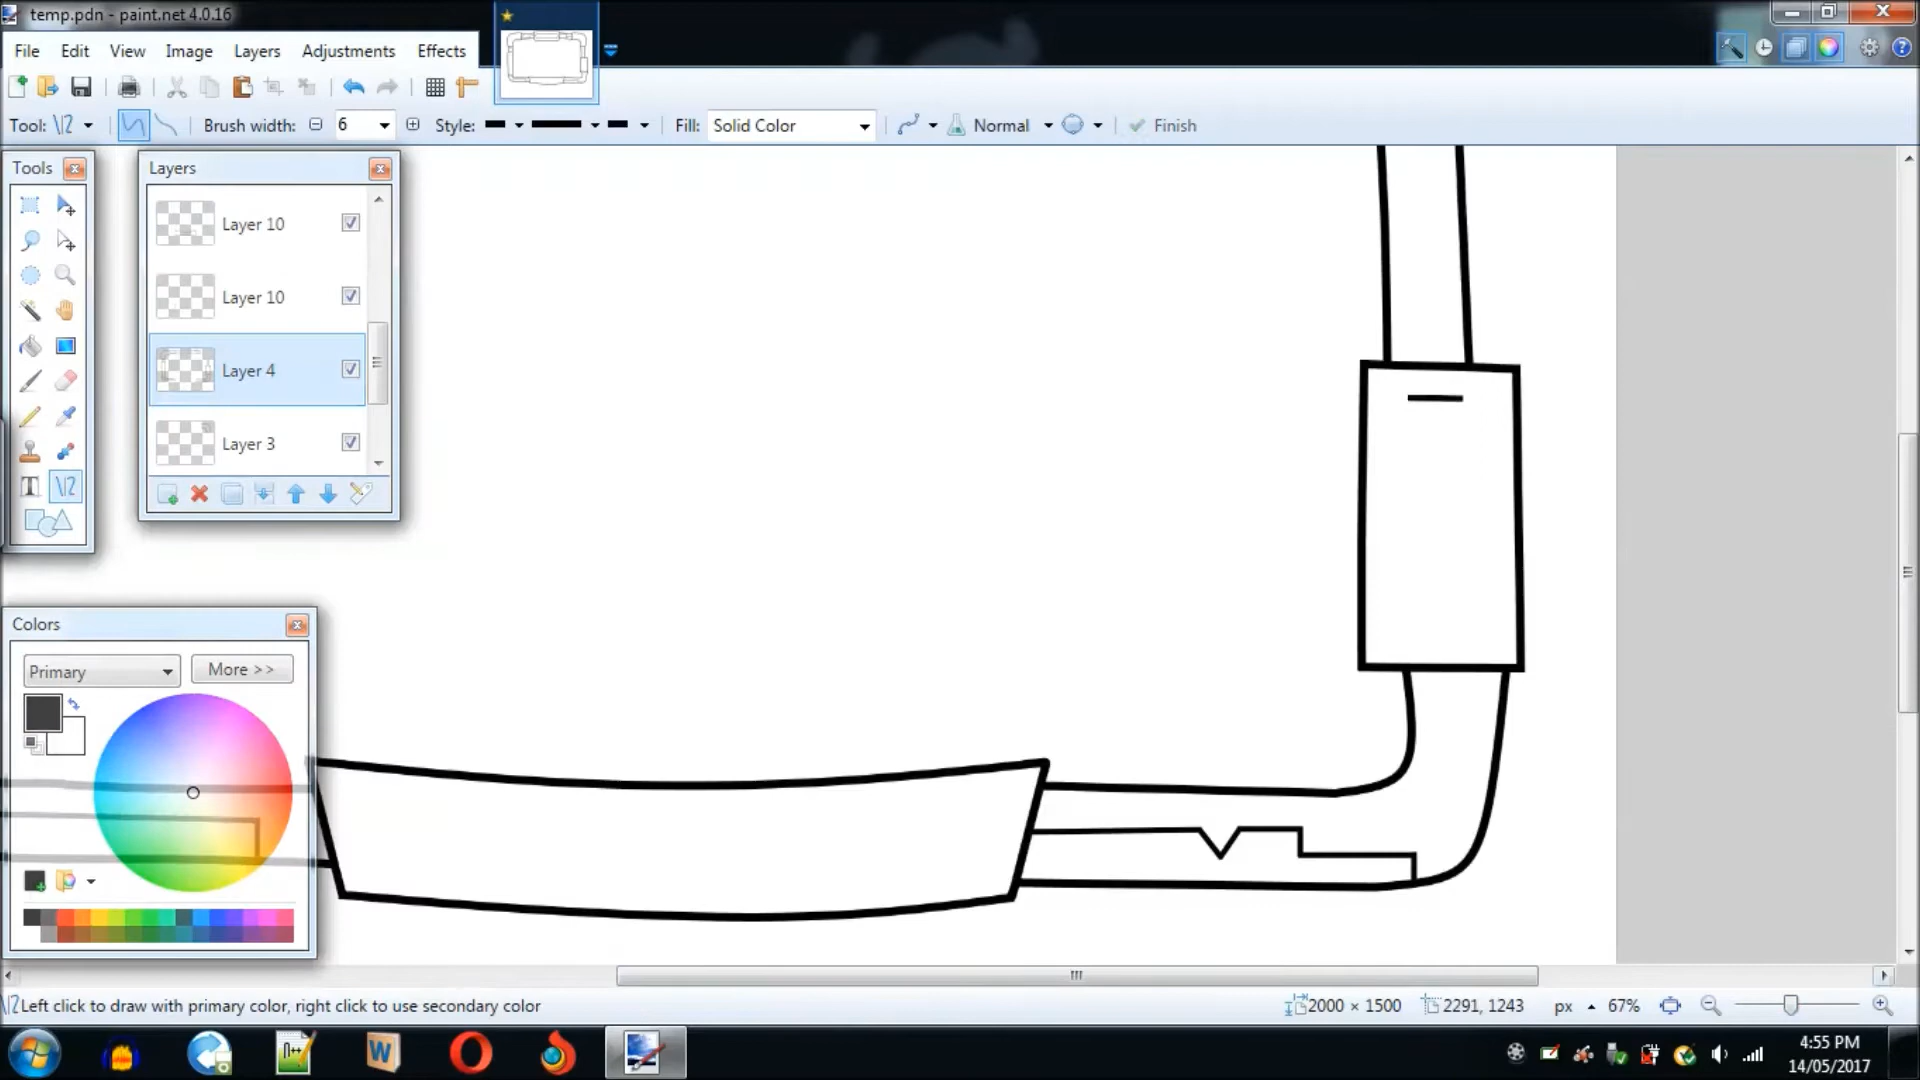 temp.pdn - paint.net 4.0.16
File Edit View Image Layers Adjustments Effects
Tool: Brush width: 6 Style: Fill: Solid Color Normal Finish
Tools
Layers
Layer 10
Layer 10
Layer 4
Layer 3
Colors
Primary More >>
Left click to draw with primary color, right click to use secondary color
2000 × 1500 2291, 1243 px 67%
4:55 PM
14/05/2017